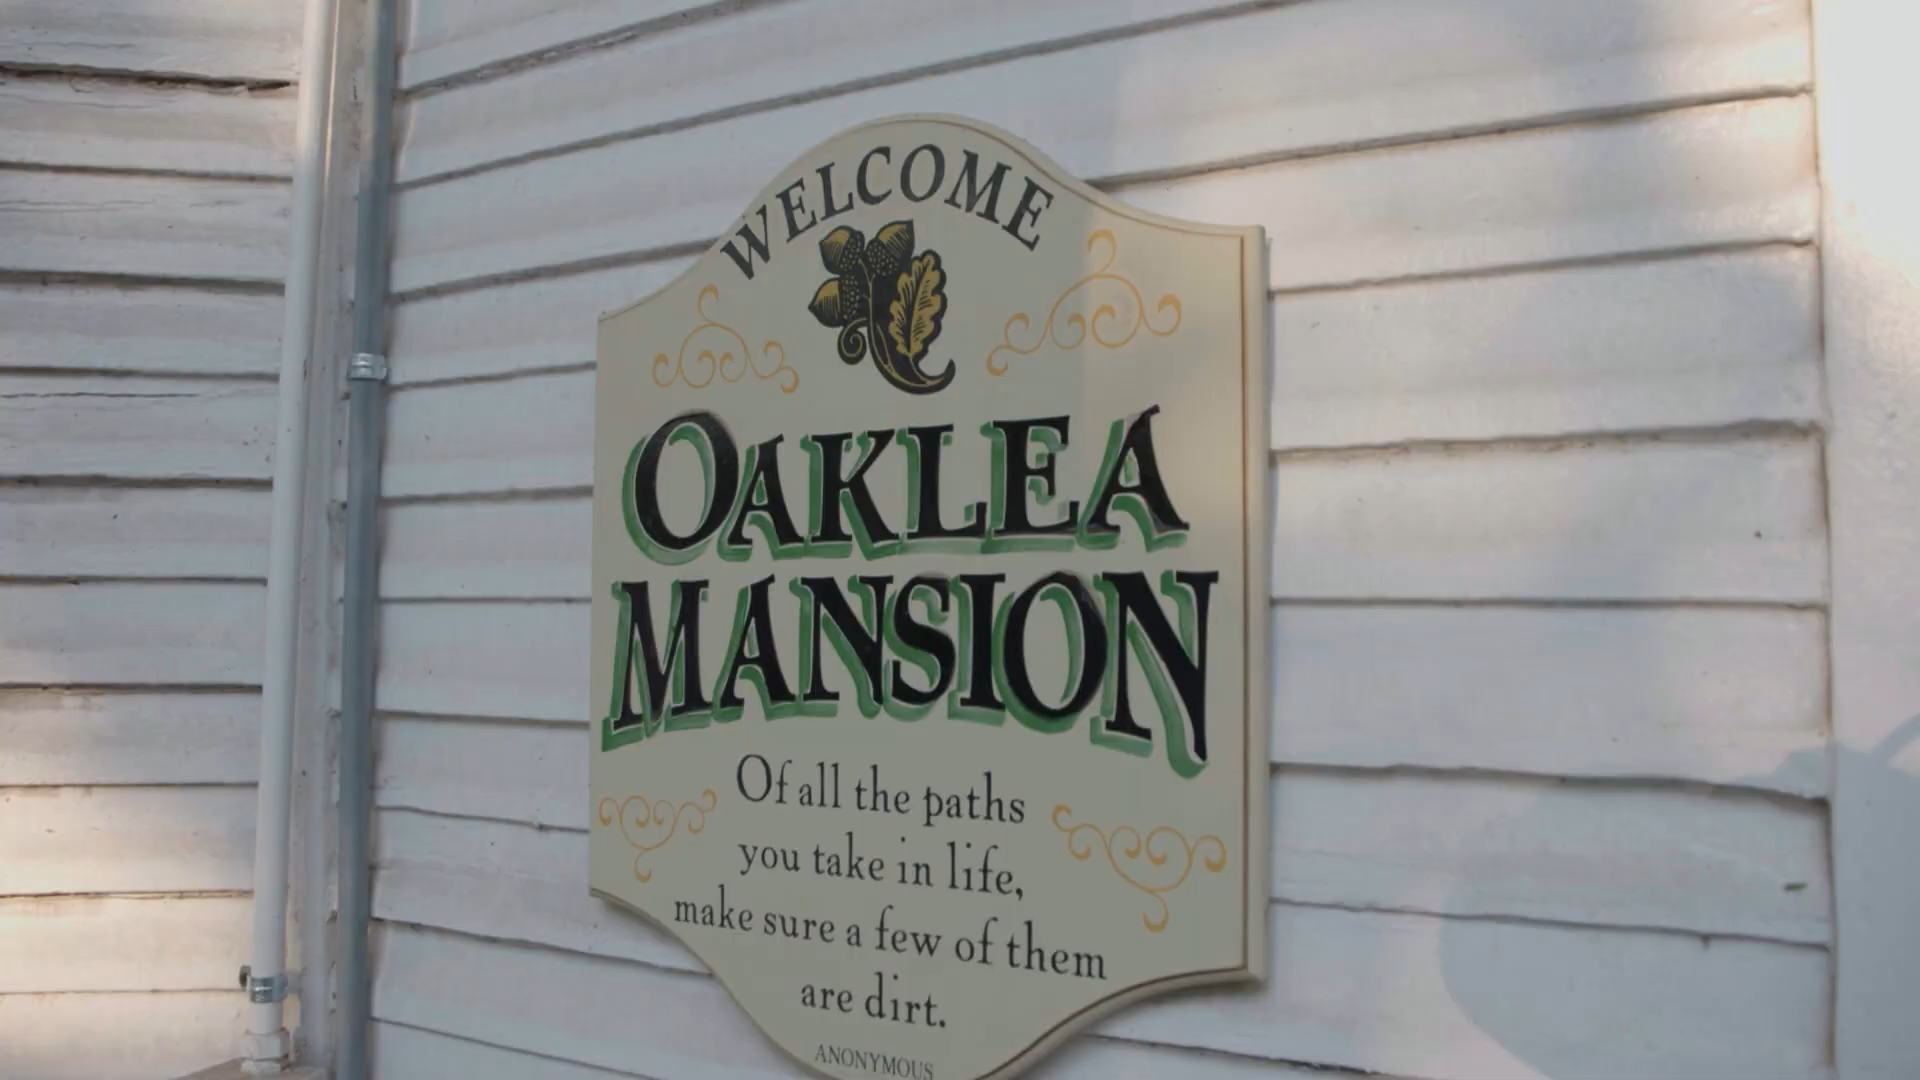 WELCOME
OAKLEA
MANSION
Of all the paths
you take in life,
make sure a few of them
are dirt.
ANONYMOUS